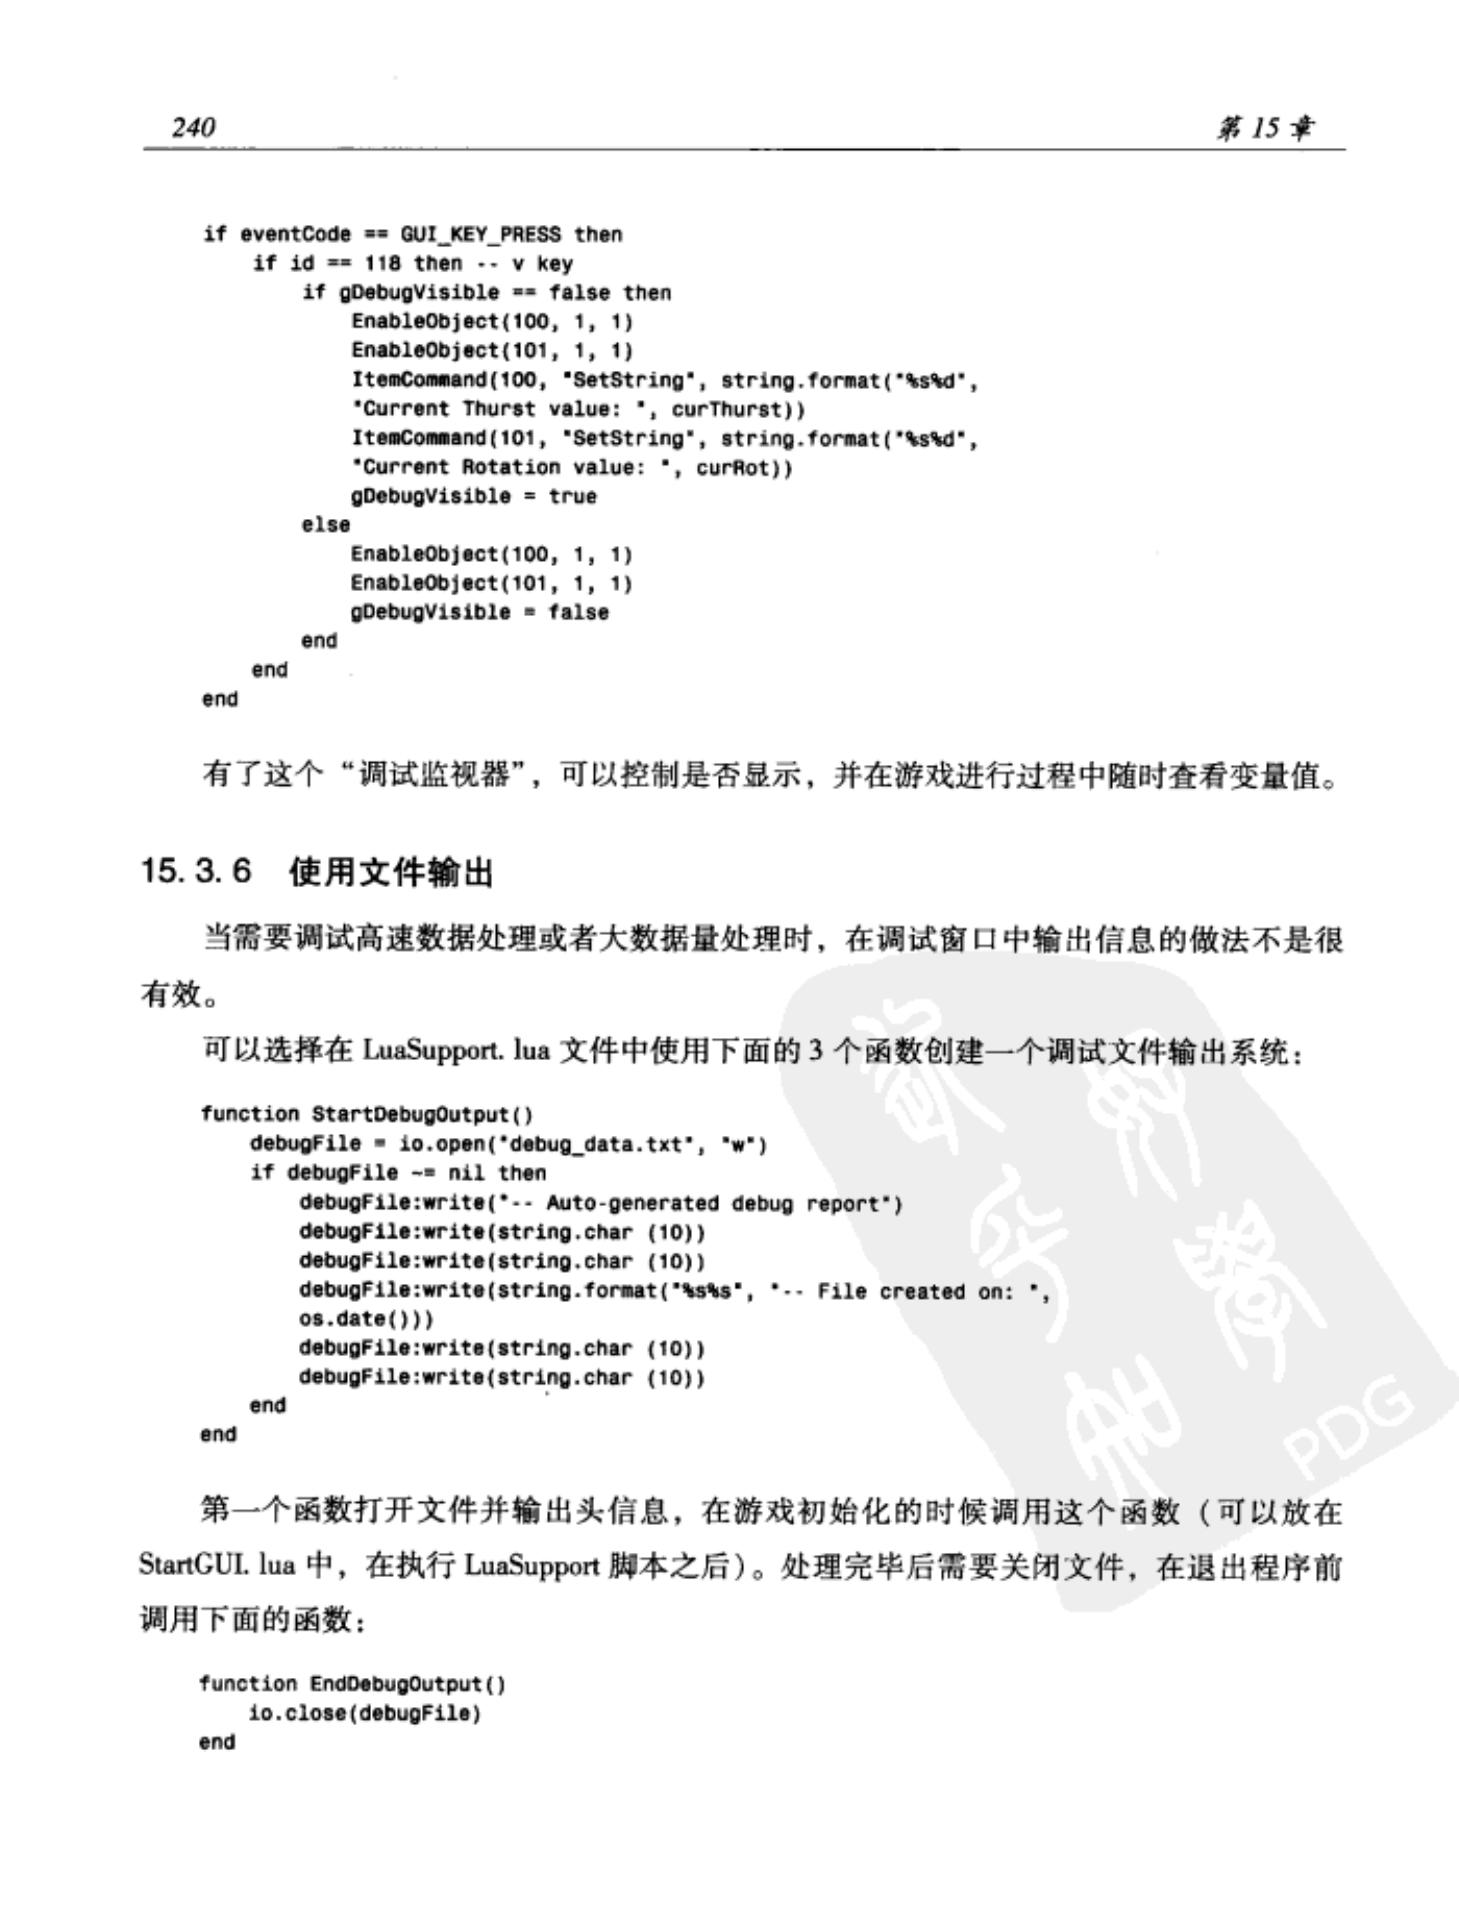 240
第 15 章
if eventCode == GUI_KEY_PRESS then
    if id == 118 then -- v key
        if gDebugVisible == false then
            EnableObject(100, 1, 1)
            EnableObject(101, 1, 1)
            ItemCommand(100, "SetString", string.format("%s%d",
            "Current Thurst value: ", curThurst))
            ItemCommand(101, "SetString", string.format("%s%d",
            "Current Rotation value: ", curRot))
            gDebugVisible = true
        else
            EnableObject(100, 1, 1)
            EnableObject(101, 1, 1)
            gDebugVisible = false
        end
    end
end
有了这个“调试监视器”，可以控制是否显示，并在游戏进行过程中随时查看变量值。
15.3.6 使用文件输出
当需要调试高速数据处理或者大数据量处理时，在调试窗口中输出信息的做法不是很
有效。
可以选择在 LuaSupport. lua 文件中使用下面的 3 个函数创建一个调试文件输出系统：
function StartDebugOutput()
    debugFile = io.open("debug_data.txt", "w")
    if debugFile ~= nil then
        debugFile:write("-- Auto-generated debug report")
        debugFile:write(string.char (10))
        debugFile:write(string.char (10))
        debugFile:write(string.format("%s%s", "-- File created on: ",
        os.date()))
        debugFile:write(string.char (10))
        debugFile:write(string.char (10))
    end
end
第一个函数打开文件并输出头信息，在游戏初始化的时候调用这个函数（可以放在
StartGUI. lua 中，在执行 LuaSupport 脚本之后）。处理完毕后需要关闭文件，在退出程序前
调用下面的函数：
function EndDebugOutput()
    io.close(debugFile)
end
PDG